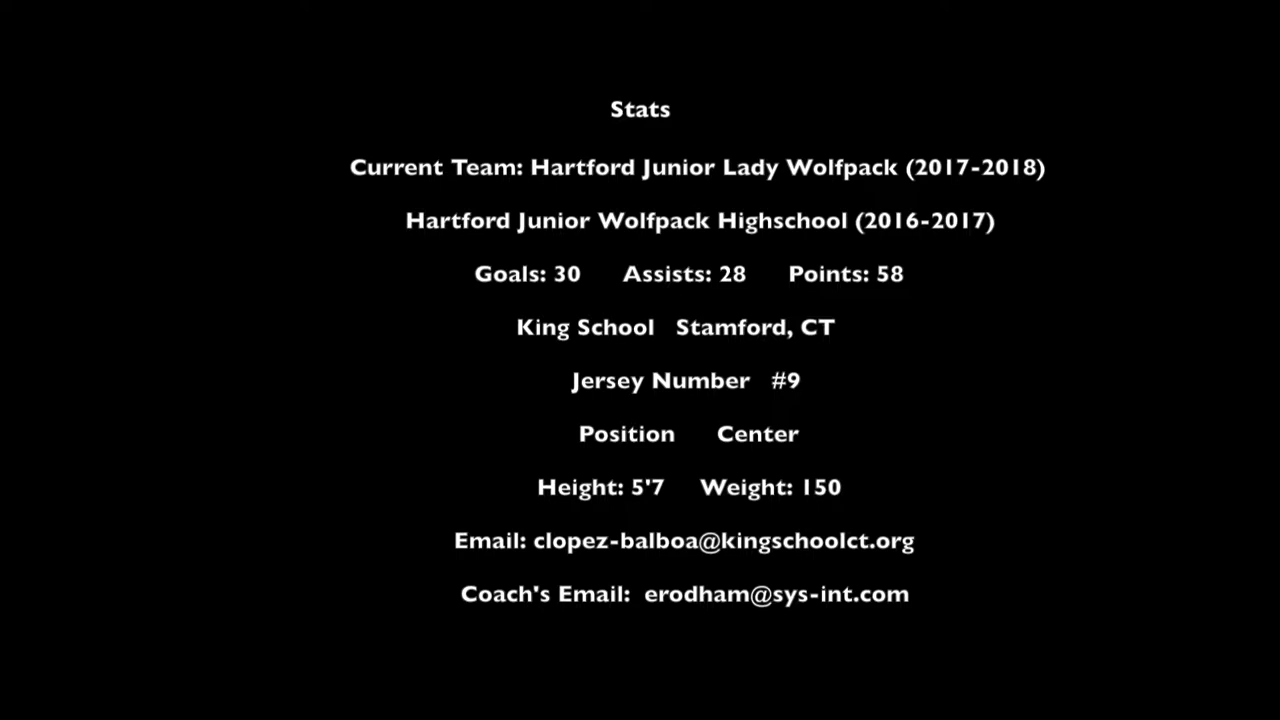 Stats
Current Team: Hartford Junior Lady Wolfpack (2017-2018)
Hartford Junior Wolfpack Highschool (2016-2017)
Goals: 30 Assists: 28 Points: 58
King School Stamford, CT
Jersey Number #9
Position Center
Height: 5'7 Weight: 150
Email: clopez-balboa@kingschoolct.org
Coach's Email: erodham@sys-int.com